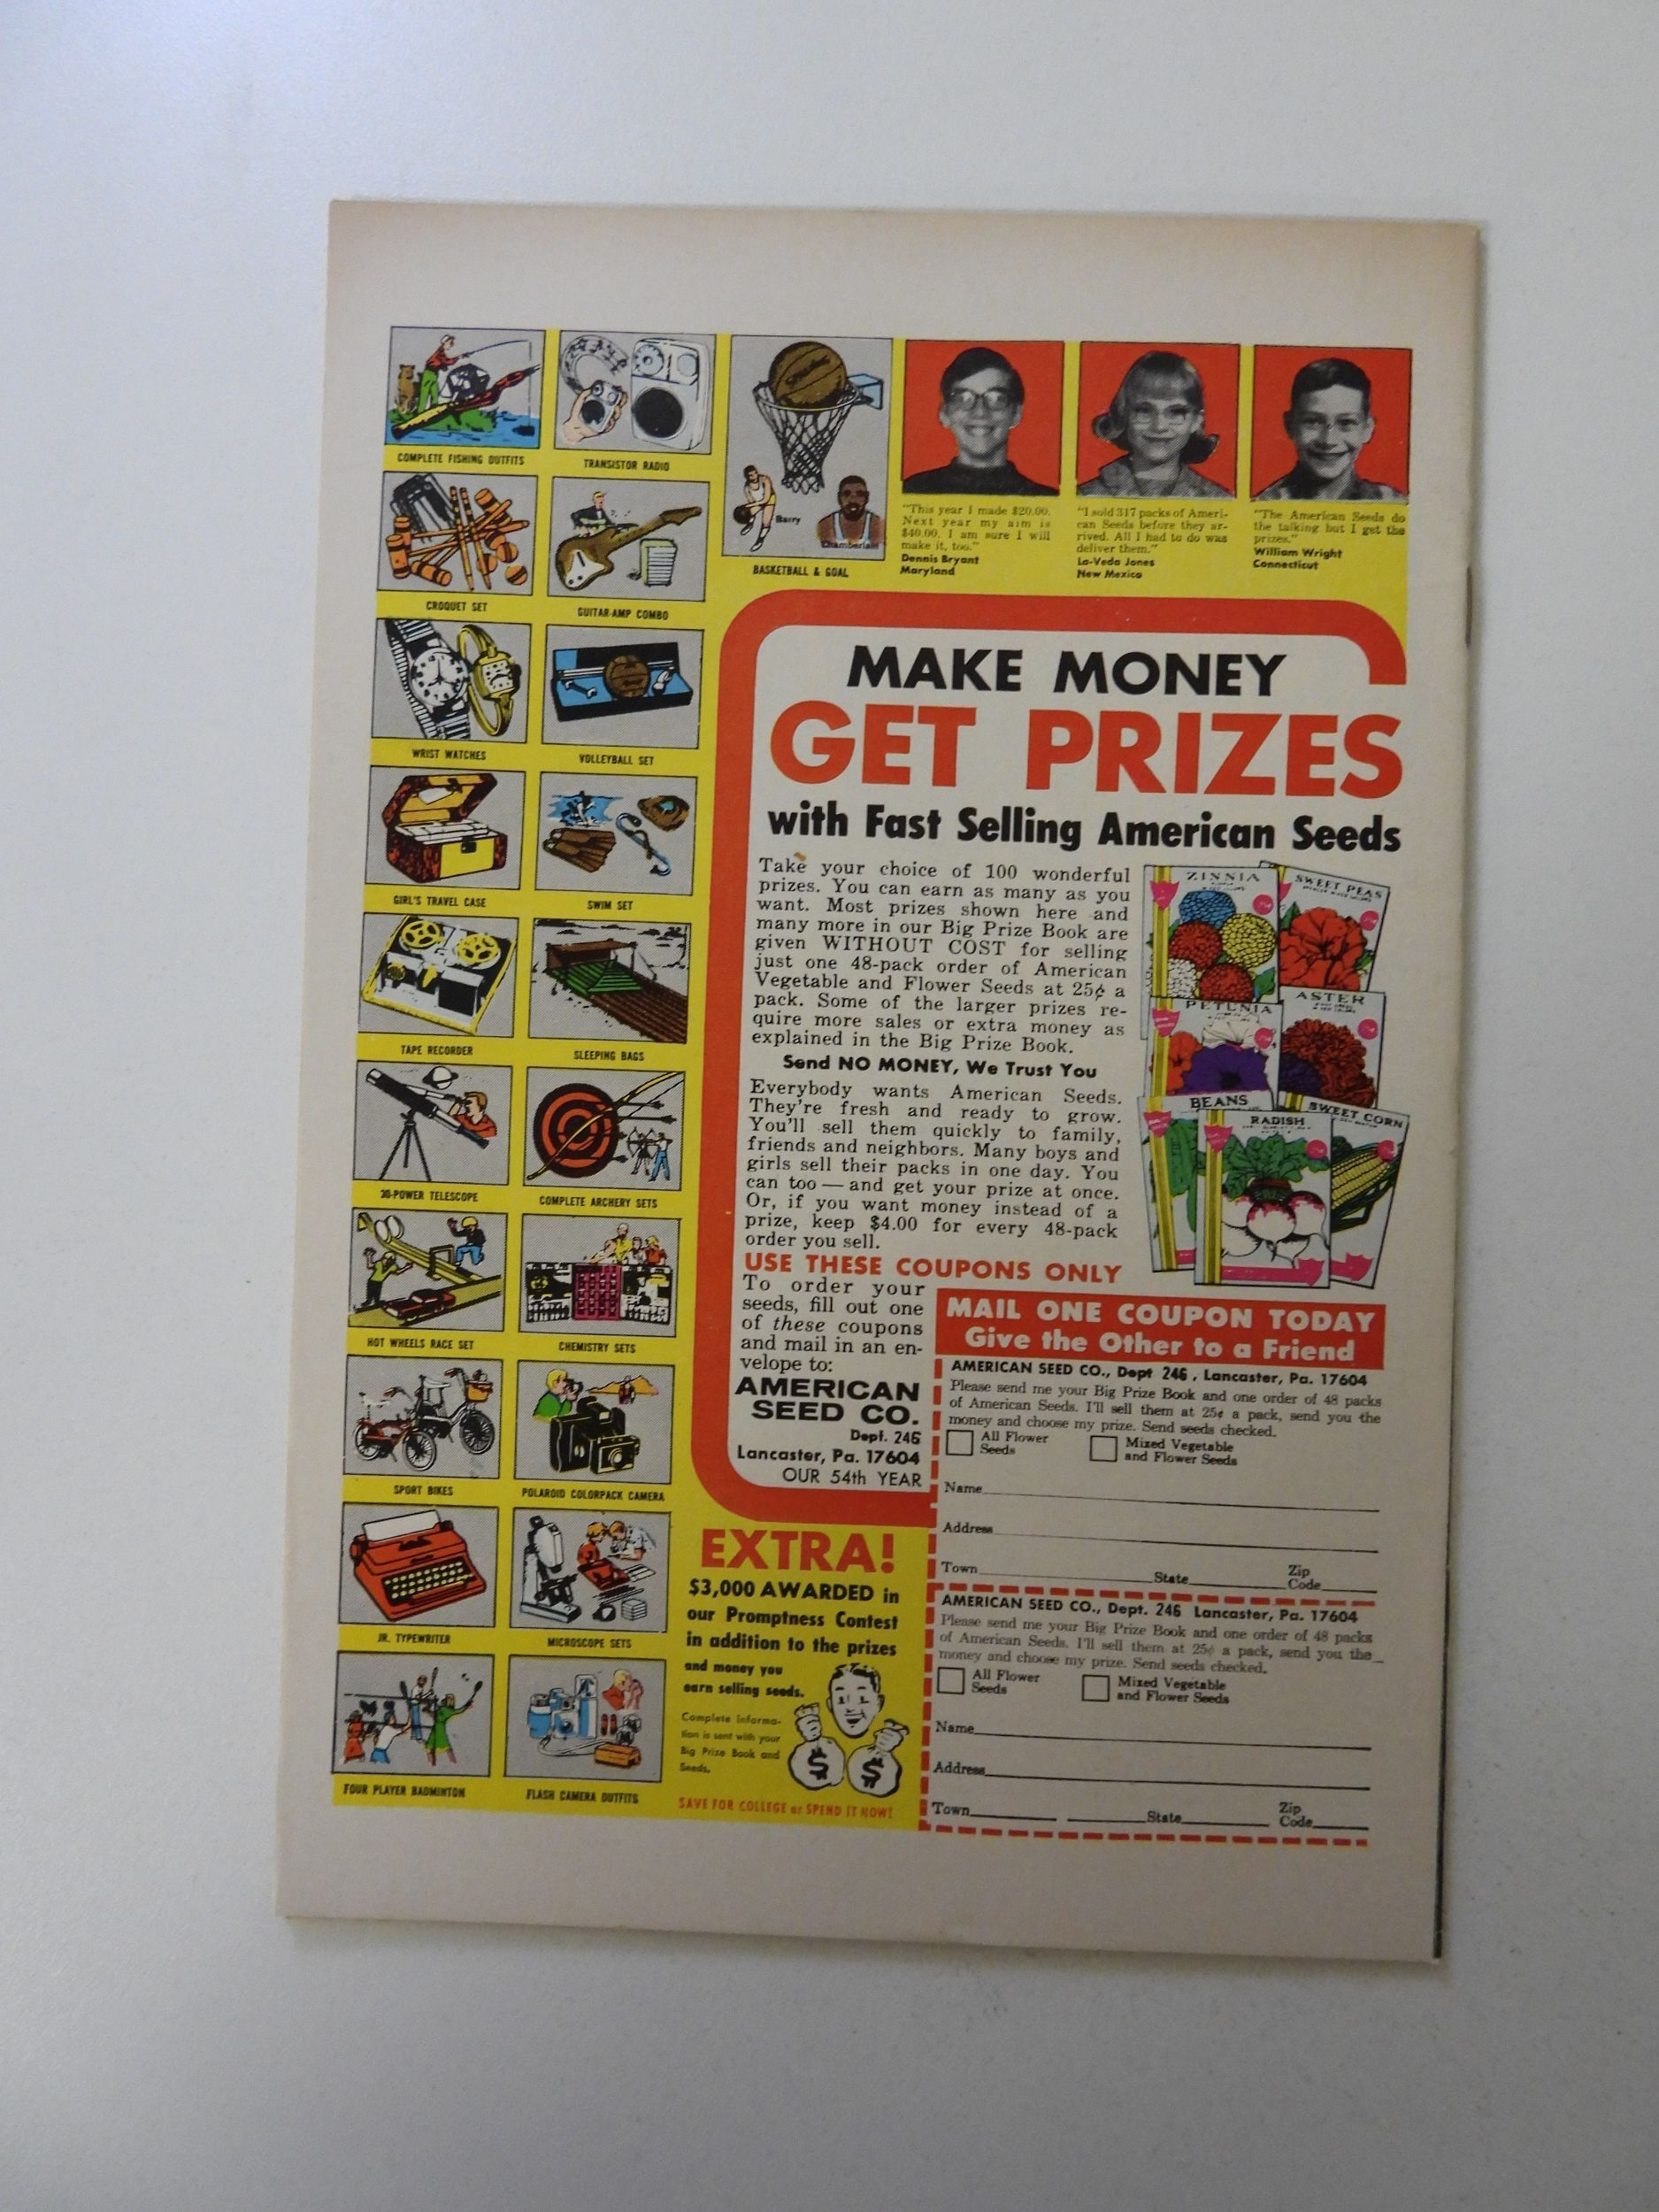 COMPLETE FISHING OUTFITS
TRANSISTOR RADIO
Barry
Chamberlain
BASKETBALL & GOAL
"This year I made $20.00.
Next year my aim is
$40.00. I am sure I will
make it, too."
Dennis Bryant
Maryland
"I sold 317 packs of Ameri-
can Seeds before they ar-
rived. All I had to do was
deliver them."
La-Veda Jones
New Mexico
"The American Seeds do
the talking but I get the
prizes."
William Wright
Connecticut
CROQUET SET
GUITAR-AMP COMBO
WRIST WATCHES
VOLLEYBALL SET
GIRL'S TRAVEL CASE
SWIM SET
TAPE RECORDER
SLEEPING BAGS
30-POWER TELESCOPE
COMPLETE ARCHERY SETS
HOT WHEELS RACE SET
CHEMISTRY SETS
SPORT BIKES
POLAROID COLORPACK CAMERA
JR. TYPEWRITER
MICROSCOPE SETS
FOUR PLAYER BADMINTON
FLASH CAMERA OUTFITS
MAKE MONEY
GET PRIZES
with Fast Selling American Seeds
Take your choice of 100 wonderful
prizes. You can earn as many as you
want. Most prizes shown here and
many more in our Big Prize Book are
given WITHOUT COST for selling
just one 48-pack order of American
Vegetable and Flower Seeds at 25¢ a
pack. Some of the larger prizes re-
quire more sales or extra money as
explained in the Big Prize Book.
Send NO MONEY, We Trust You
Everybody wants American Seeds.
They're fresh and ready to grow.
You'll sell them quickly to family,
friends and neighbors. Many boys and
girls sell their packs in one day. You
can too — and get your prize at once.
Or, if you want money instead of a
prize, keep $4.00 for every 48-pack
order you sell.
ZINNIA
SWEET PEAS
PETUNIA
ASTER
BEANS
RADISH
SWEET CORN
USE THESE COUPONS ONLY
To order your
seeds, fill out one
of these coupons
and mail in an en-
velope to:
AMERICAN
SEED CO.
Dept. 246
Lancaster, Pa. 17604
OUR 54th YEAR
MAIL ONE COUPON TODAY
Give the Other to a Friend
AMERICAN SEED CO., Dept 246 , Lancaster, Pa. 17604
Please send me your Big Prize Book and one order of 48 packs
of American Seeds. I'll sell them at 25¢ a pack, send you the
money and choose my prize. Send seeds checked.
All Flower
Seeds
Mixed Vegetable
and Flower Seeds
Name
Address
Town State Zip
Code
AMERICAN SEED CO., Dept. 246 Lancaster, Pa. 17604
Please send me your Big Prize Book and one order of 48 packs
of American Seeds. I'll sell them at 25¢ a pack, send you the
money and choose my prize. Send seeds checked.
All Flower
Seeds
Mixed Vegetable
and Flower Seeds
Name
Address
Town State Zip
Code
EXTRA!
$3,000 AWARDED in
our Promptness Contest
in addition to the prizes
and money you
earn selling seeds.
Complete Informa-
tion is sent with your
Big Prize Book and
Seeds.
$ $
SAVE FOR COLLEGE or SPEND IT NOW!